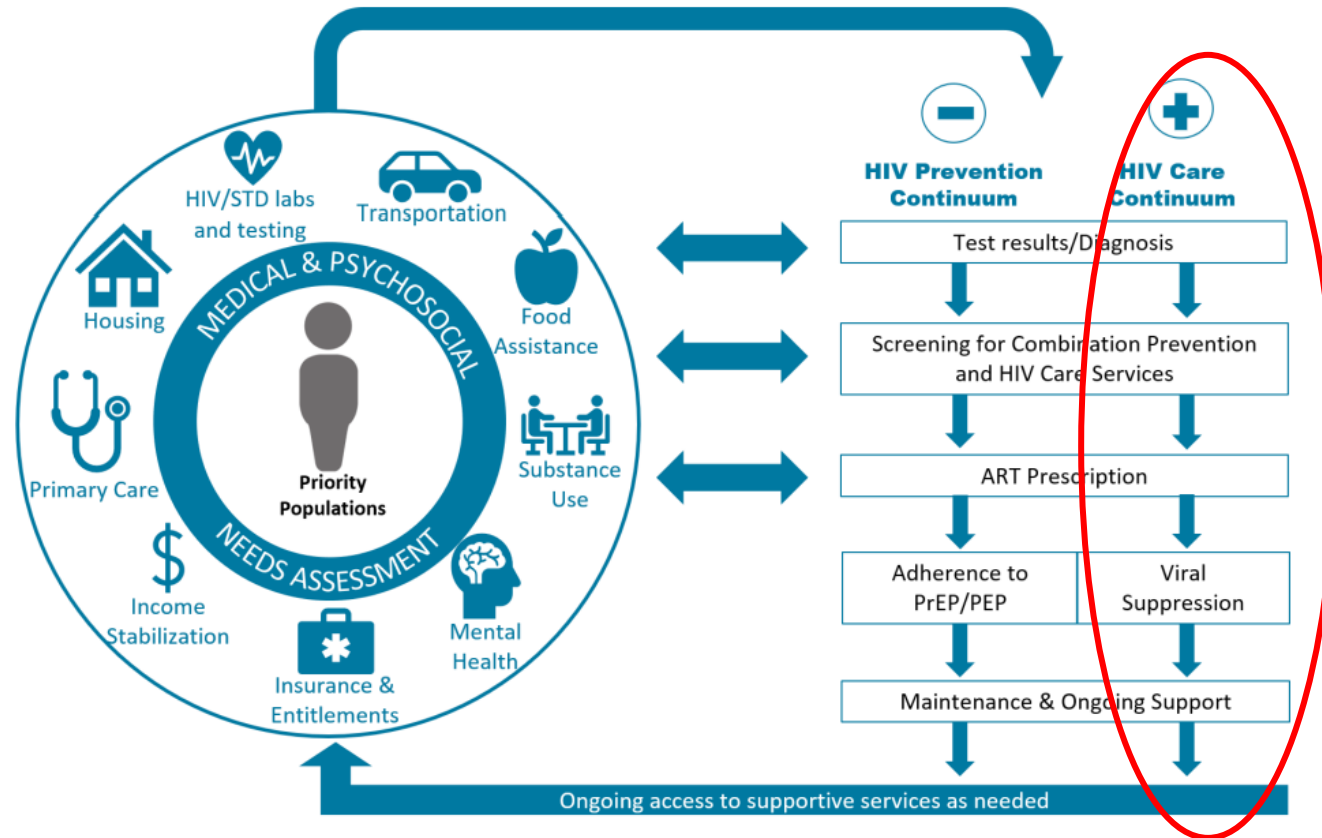 HIV/STD labs
and testing
Transportation
Food
Assistance
Substance
Use
Mental
Health
Insurance &
Entitlements
Income
Stabilization
Primary Care
Housing
MEDICAL & PSYCHOSOCIAL
NEEDS ASSESSMENT
Priority
Populations
HIV Prevention
Continuum
HIV Care
Continuum
Test results/Diagnosis
Screening for Combination Prevention
and HIV Care Services
ART Prescription
Adherence to
PrEP/PEP
Viral
Suppression
Maintenance & Ongoing Support
Ongoing access to supportive services as needed